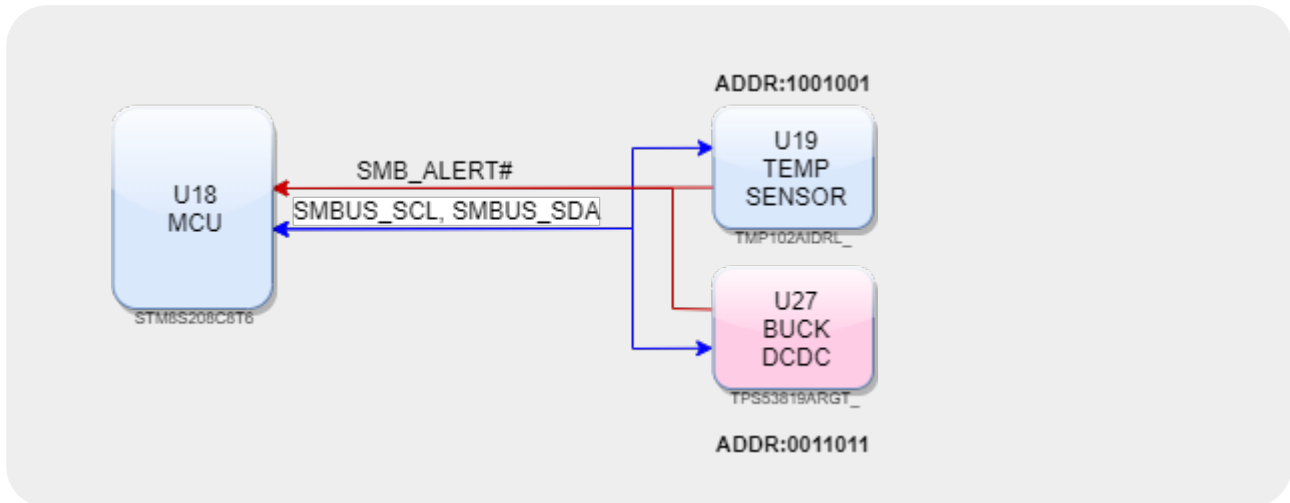 ADDR:1001001
U19
TEMP
SENSOR
TMP102AIDRL_
SMB_ALERT#
SMBUS_SCL, SMBUS_SDA
U18
MCU
STM8S208C8T6
U27
BUCK
DCDC
TPS53819ARGT_
ADDR:0011011